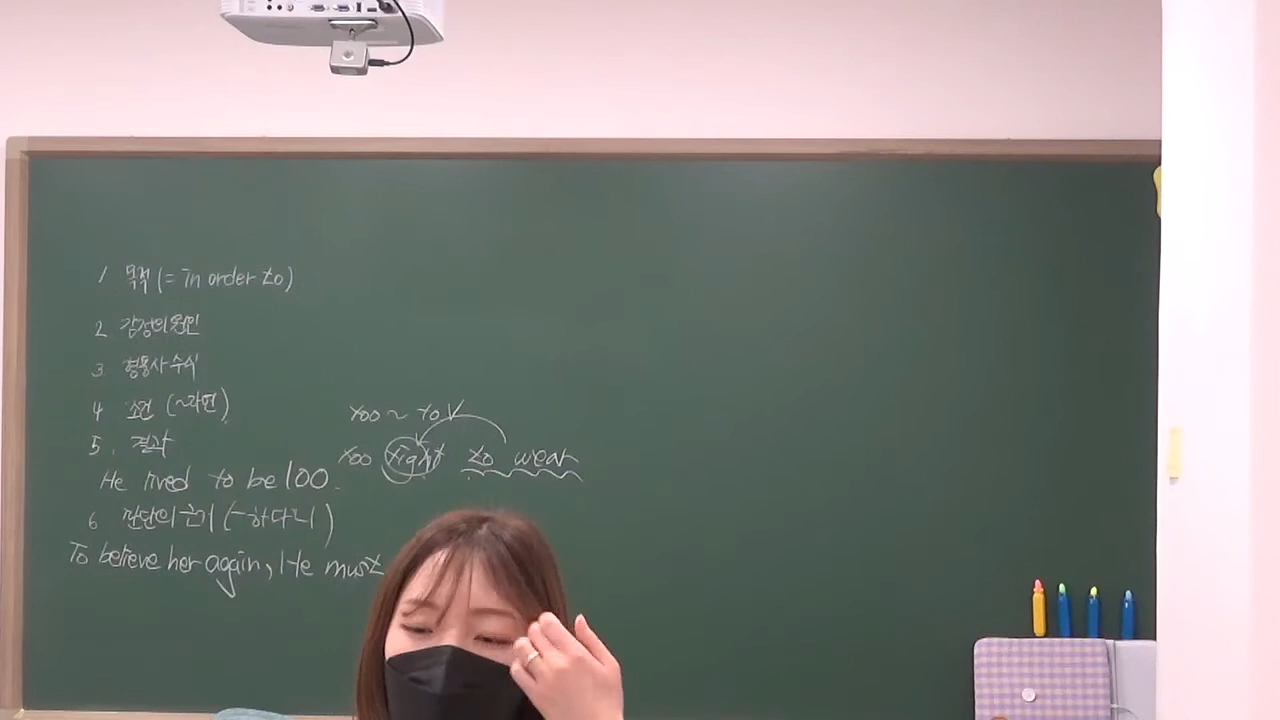 1 목적 (= in order to)
2 감정의 원인
3 형용사 수식
4 조건 (~라면)
5. 결과
He lived to be 100.
6 판단의 근거 (~하다니)
To believe her again, He must
too ~ to V
too tight to wear